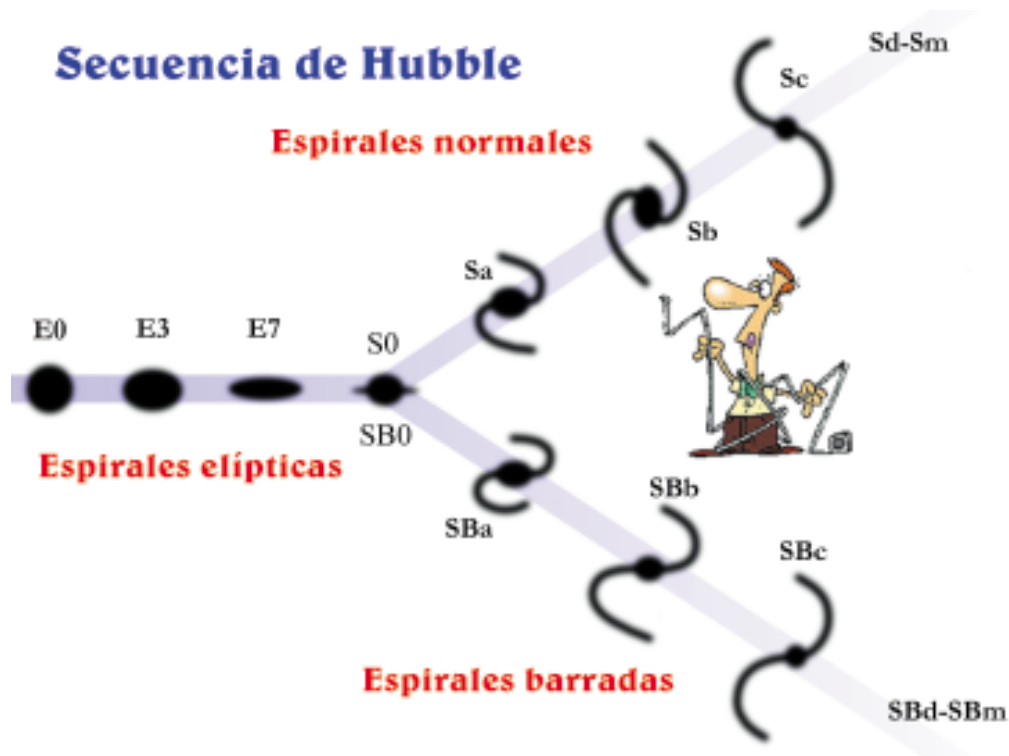 Secuencia de Hubble
Sd-Sm
Sc
Espirales normales
Sb
Sa
E0 E3 E7
S0
SB0
Espirales elípticas
SBb
SBa
SBc
Espirales barradas
SBd-SBm